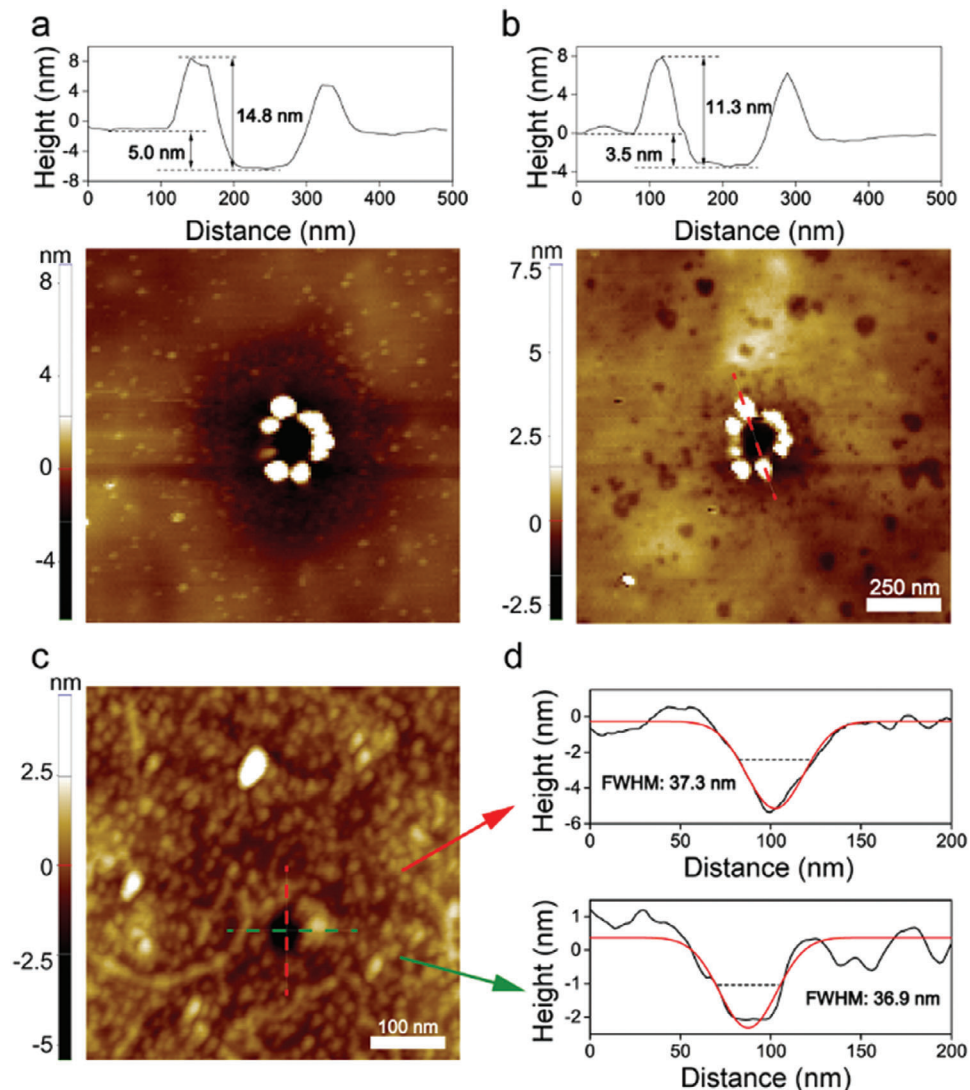 a
Height (nm)
8
4
0
-4
-8
14.8 nm
5.0 nm
0 100 200 300 400 500
Distance (nm)
b
Height (nm)
8
4
0
-4
11.3 nm
3.5 nm
0 100 200 300 400 500
Distance (nm)
nm
8
4
0
-4
nm
7.5
5
2.5
0
-2.5
250 nm
c
nm
2.5
0
-2.5
-5
100 nm
d
Height (nm)
0
-2
-4
-6
FWHM: 37.3 nm
0 50 100 150 200
Distance (nm)
Height (nm)
1
0
-1
-2
FWHM: 36.9 nm
0 50 100 150 200
Distance (nm)